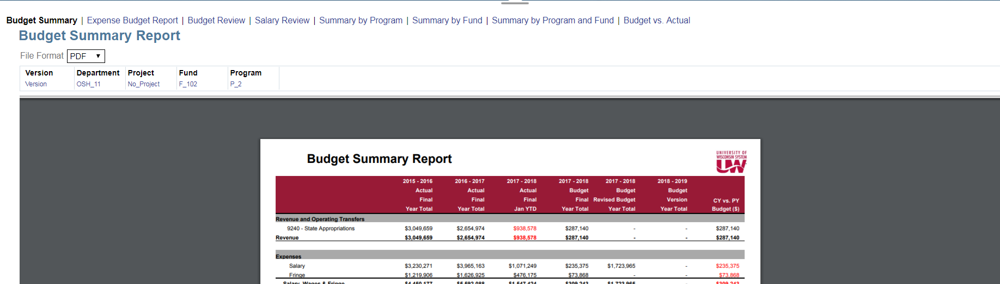 Budget Summary | Expense Budget Report | Budget Review | Salary Review | Summary by Program | Summary by Fund | Summary by Program and Fund | Budget vs. Actual
Budget Summary Report
File Format PDF ▼
Version Department Project Fund Program
Version OSH_11 No_Project F_102 P_2
Budget Summary Report
UNIVERSITY OF
WISCONSIN SYSTEM
UW
2015 - 2016 2016 - 2017 2017 - 2018 2017 - 2018 2017 - 2018 2018 - 2019
Actual Actual Actual Budget Budget Budget
Final Final Final Final Revised Budget Version CY vs. PY
Year Total Year Total Jan YTD Year Total Year Total Year Total Budget ($)
Revenue and Operating Transfers
9240 - State Appropriations $3,049,659 $2,654,974 $938,578 $287,140 - - $287,140
Revenue $3,049,659 $2,654,974 $938,578 $287,140 - - $287,140
Expenses
Salary $3,230,271 $3,965,163 $1,071,249 $235,375 $1,723,965 - $235,375
Fringe $1,219,906 $1,626,925 $476,175 $73,868 - - $73,868
Salary, Wages & Fringe $4,450,177 $5,592,088 $1,547,424 $309,243 $1,723,965 - $309,243